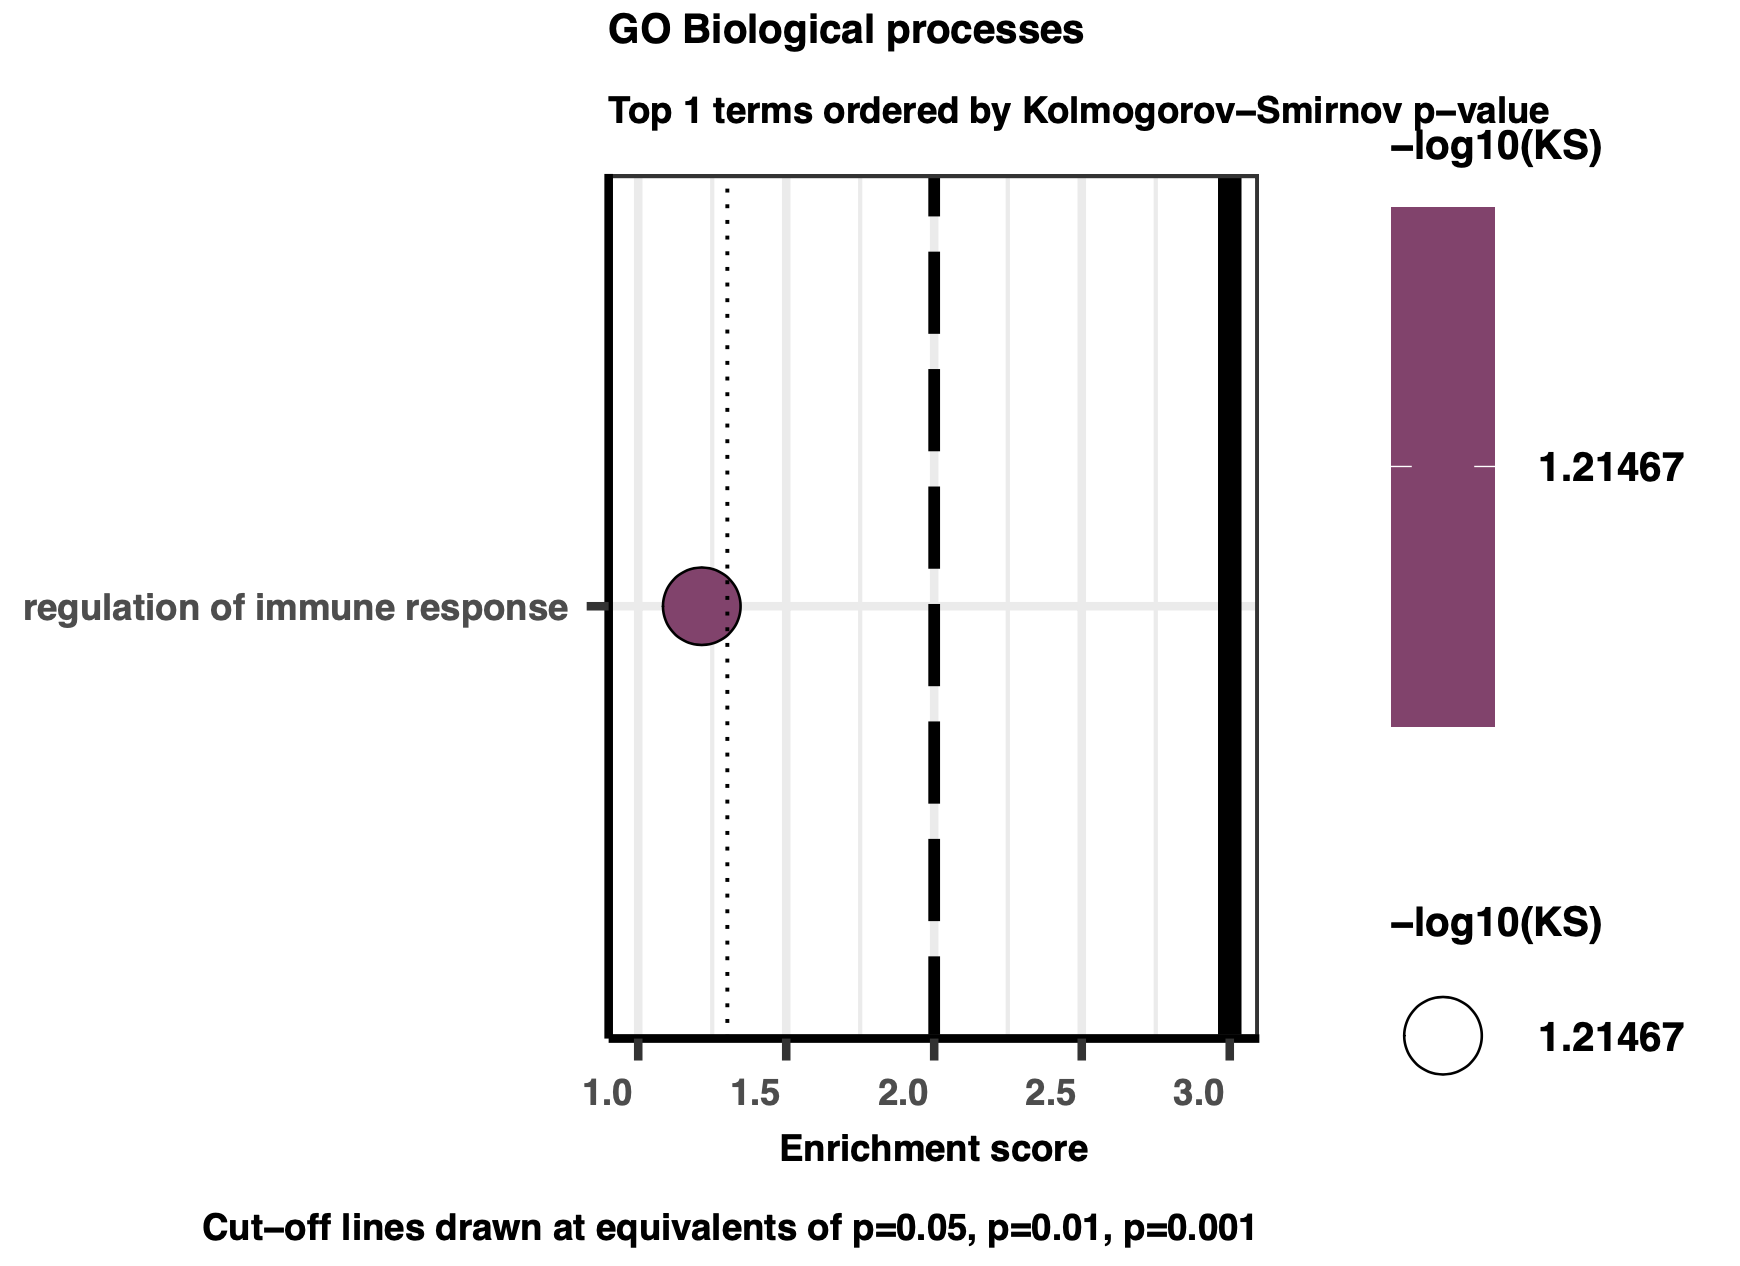 GO Biological processes
Top 1 terms ordered by Kolmogorov−Smirnov p−value
−log10(KS)
1.21467
regulation of immune response
−log10(KS)
1.21467
1.0 1.5 2.0 2.5 3.0
Enrichment score
Cut−off lines drawn at equivalents of p=0.05, p=0.01, p=0.001